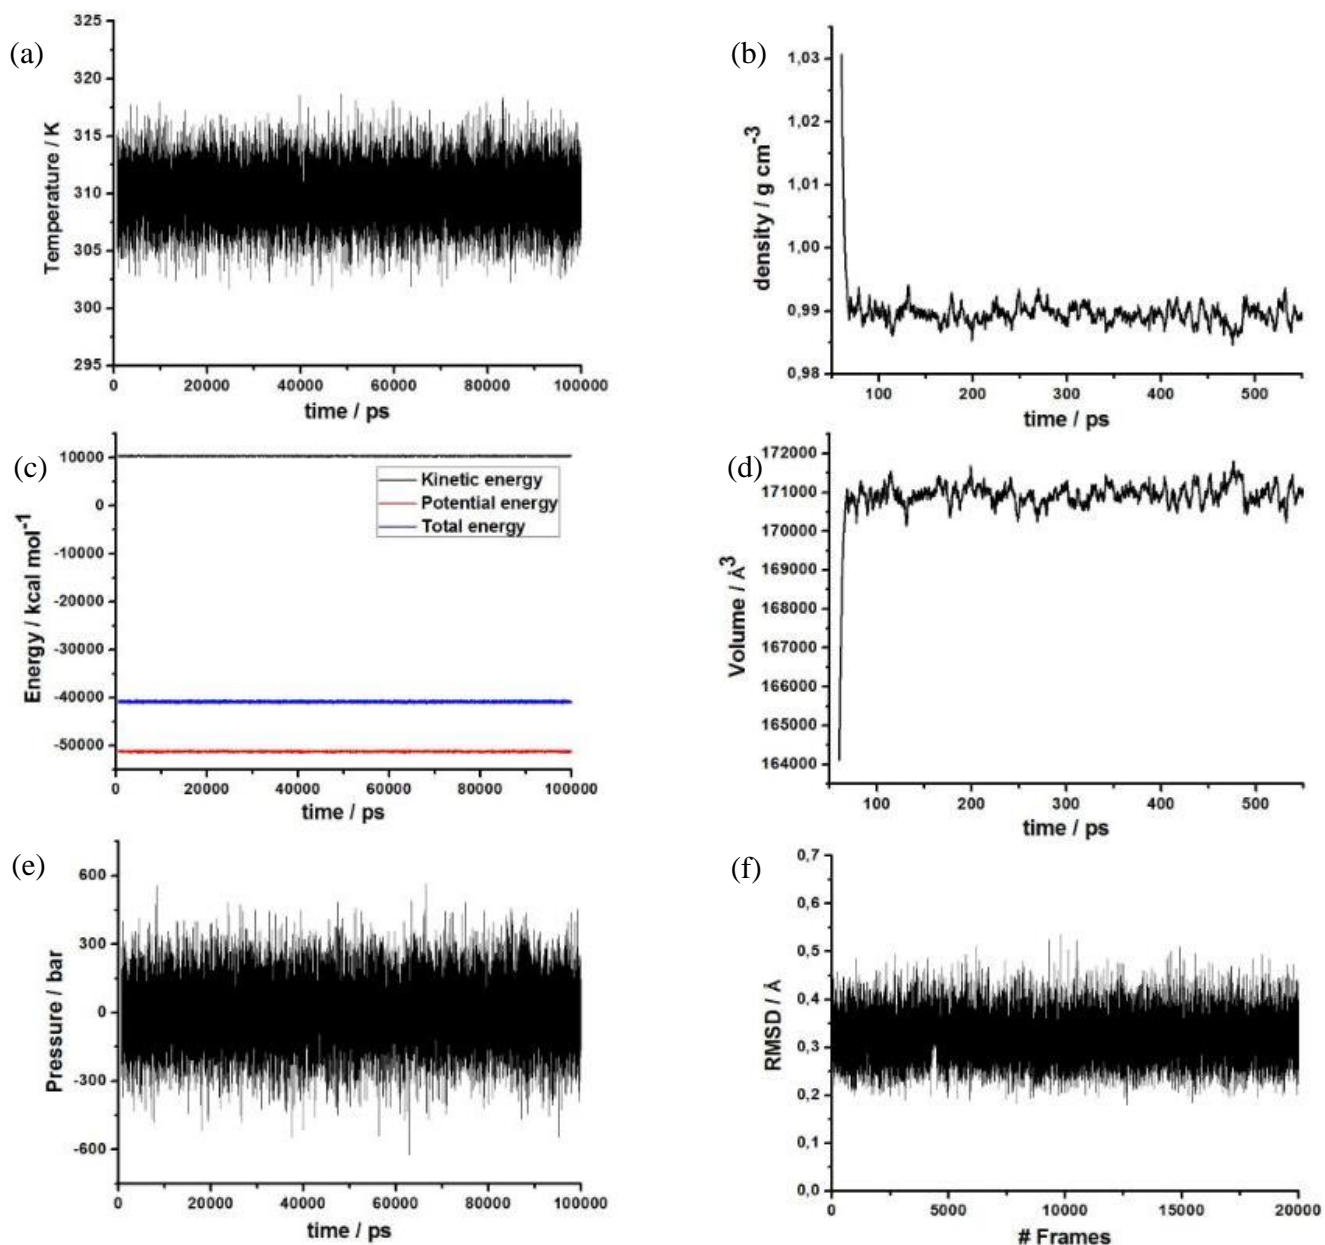 (a)
325
320
315
310
305
300
295
Temperature / K
0 20000 40000 60000 80000 100000
time / ps
(b)
1,03
1,02
1,01
1,00
0,99
0,98
density / g cm-3
100 200 300 400 500
time / ps
(c)
10000
0
-10000
-20000
-30000
-40000
-50000
Energy / kcal mol-1
Kinetic energy
Potential energy
Total energy
0 20000 40000 60000 80000 100000
time / ps
(d)
172000
171000
170000
169000
168000
167000
166000
165000
164000
Volume / Å3
100 200 300 400 500
time / ps
(e)
600
300
0
-300
-600
Pressure / bar
0 20000 40000 60000 80000 100000
time / ps
(f)
0,7
0,6
0,5
0,4
0,3
0,2
0,1
0,0
RMSD / Å
0 5000 10000 15000 20000
# Frames